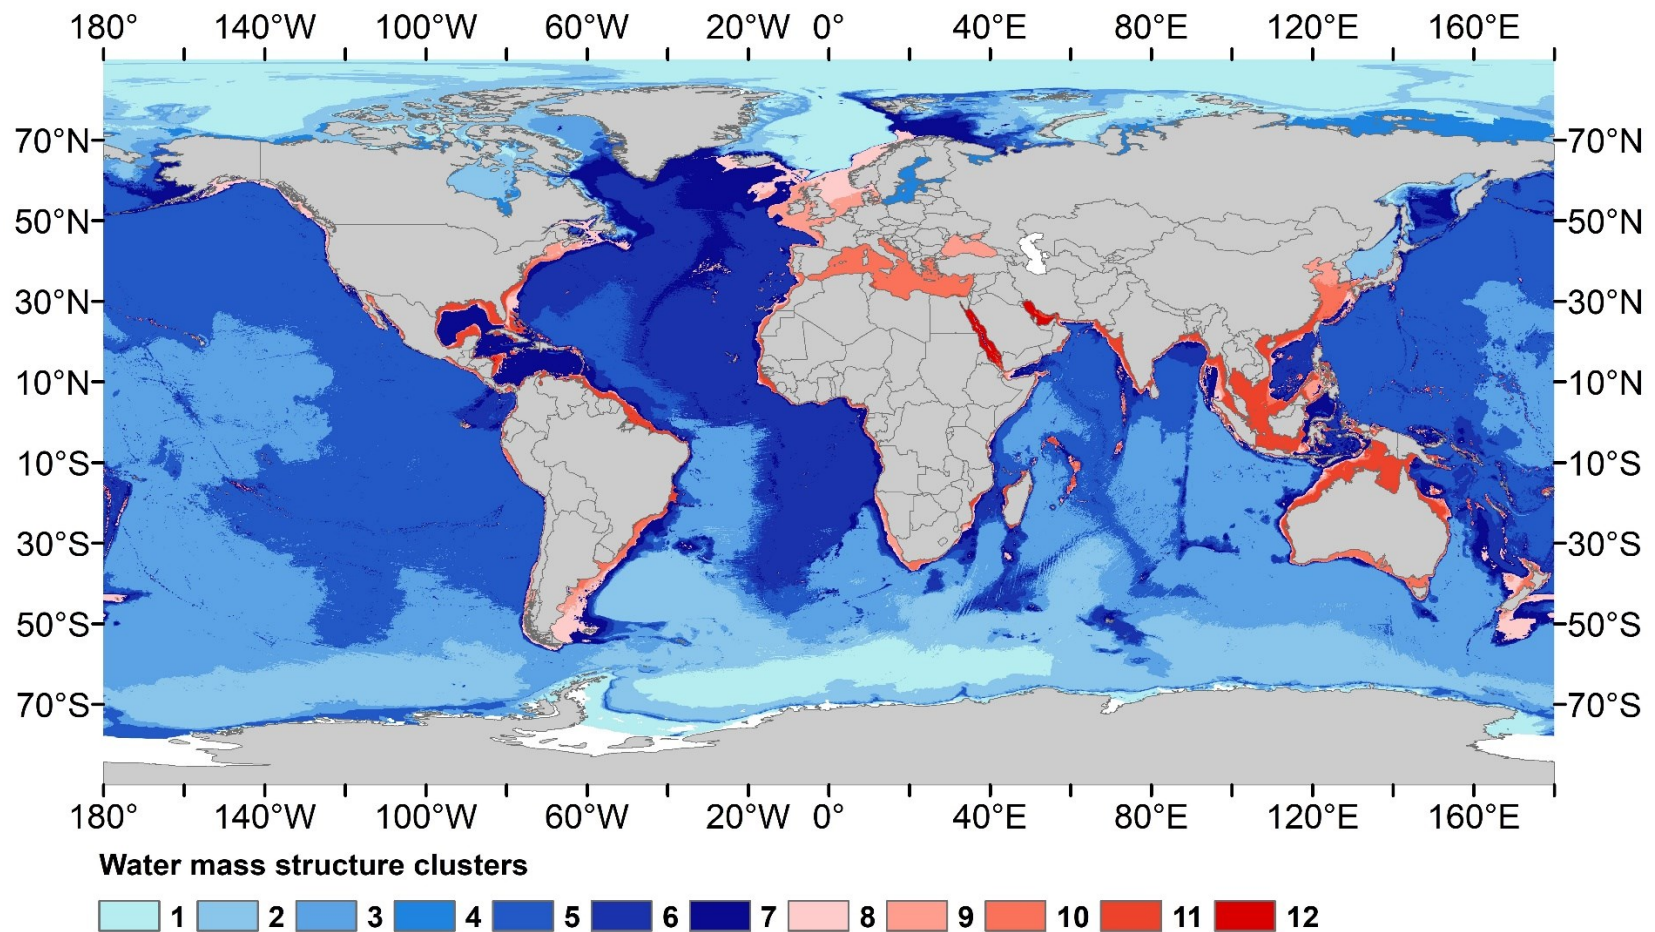 180° 140°W 100°W 60°W 20°W 0° 40°E 80°E 120°E 160°E
70°N 70°N
50°N 50°N
30°N 30°N
10°N 10°N
10°S 10°S
30°S 30°S
50°S 50°S
70°S 70°S
180° 140°W 100°W 60°W 20°W 0° 40°E 80°E 120°E 160°E
Water mass structure clusters
1 2 3 4 5 6 7 8 9 10 11 12